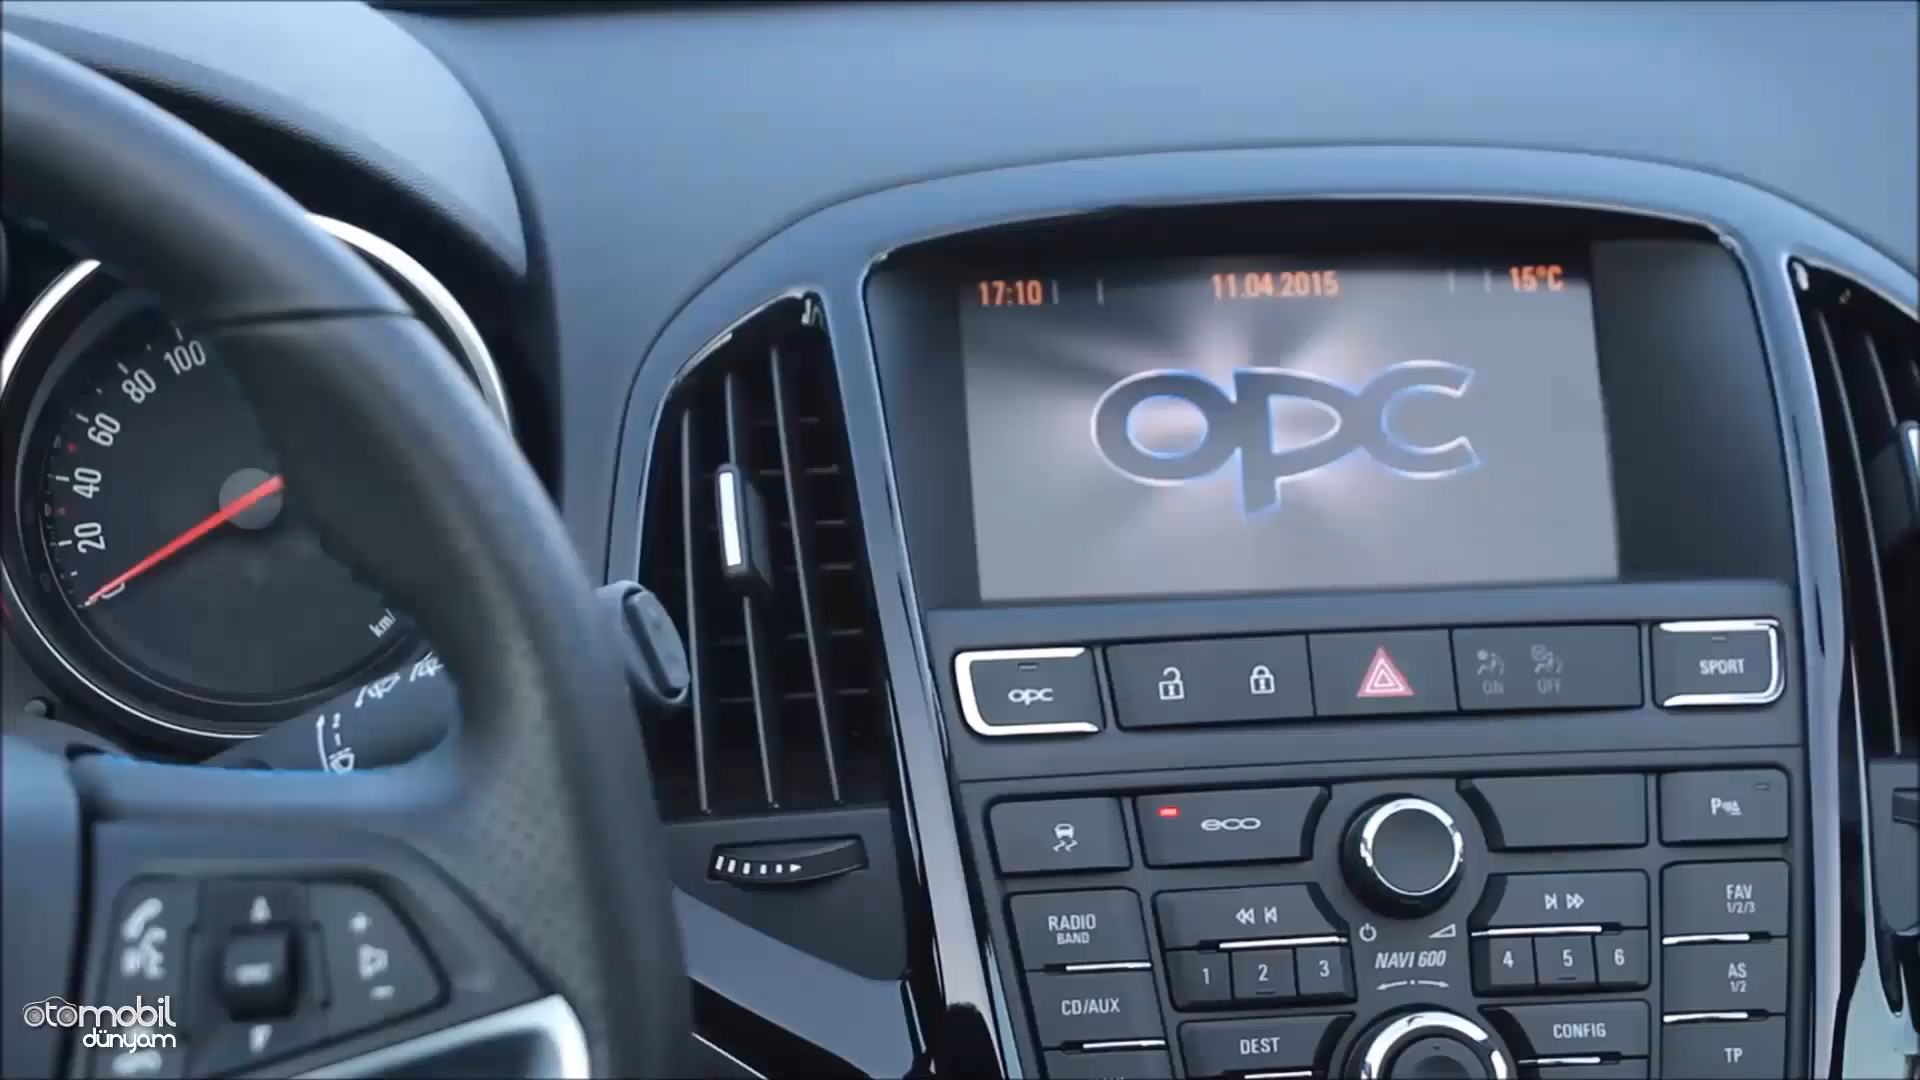 17:10
11.04.2015
15°C
opc
100
80
60
40
20
km/
opc
ON
OFF
SPORT
eco
P
RADIO
BAND
FAV
1/2/3
1
2
3
NAVI 600
4
5
6
AS
1/2
CD/AUX
DEST
CONFIG
TP
2
1
otomobil
dünyam